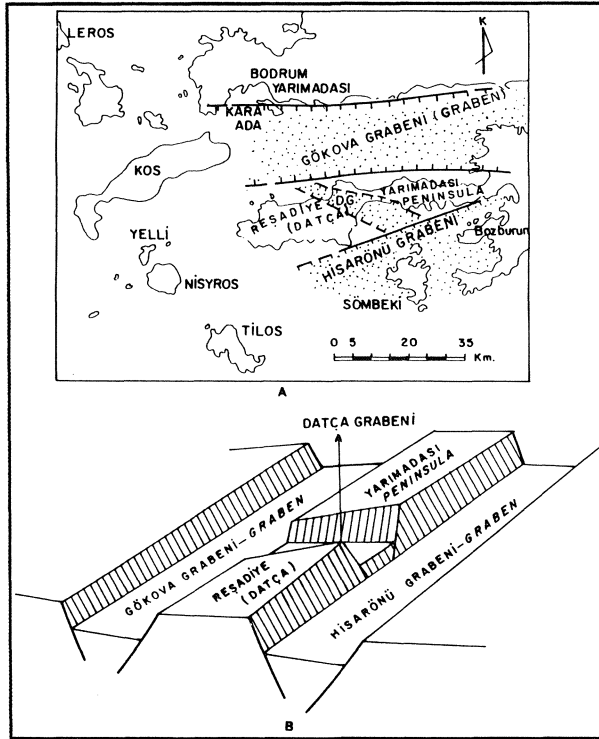 LEROS
K
BODRUM
YARIMADASI
KARA
ADA
GÖKOVA GRABENİ (GRABEN)
KOS
YARIMADASI
PENINSULA
D.G.
REŞADİYE
(DATÇA)
HİSARÖNÜ GRABENİ
Bozburun
YELLİ
NİSYROS
SÖMBEKİ
TİLOS
0 5 20 35
Km.
A
DATÇA GRABENİ
YARIMADASI
PENINSULA
GÖKOVA GRABENİ-GRABEN
REŞADİYE
(DATÇA)
HİSARÖNÜ GRABENİ-GRABEN
B